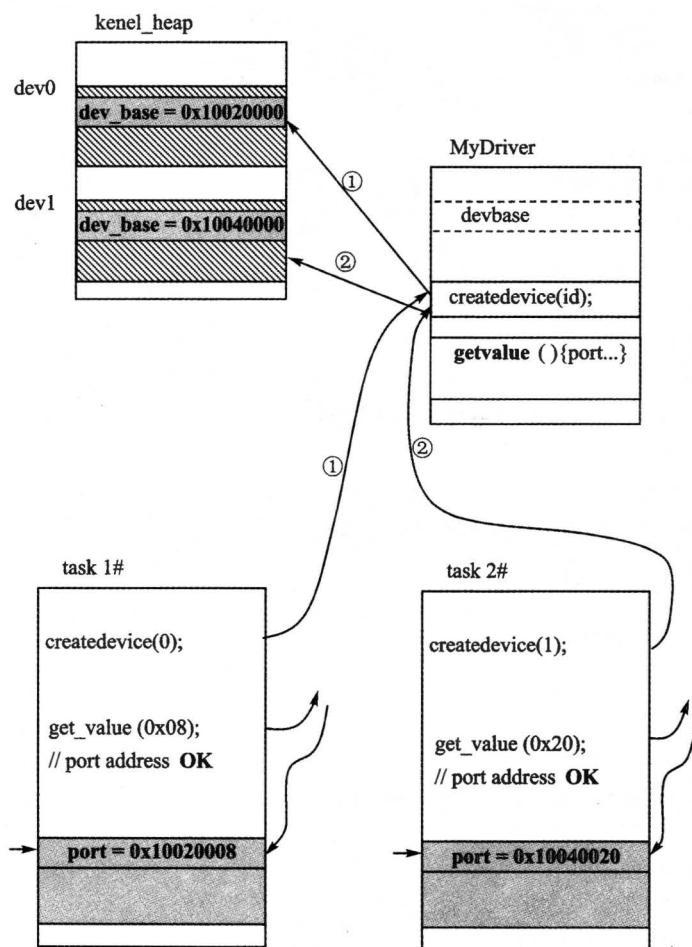 kenel_heap
dev0
dev_base = 0x10020000
dev1
dev_base = 0x10040000
MyDriver
devbase
createdevice(id);
getvalue ( ){port...}
①
②
①
②
task 1#
createdevice(0);
get_value (0x08);
// port address OK
port = 0x10020008
task 2#
createdevice(1);
get_value (0x20);
// port address OK
port = 0x10040020